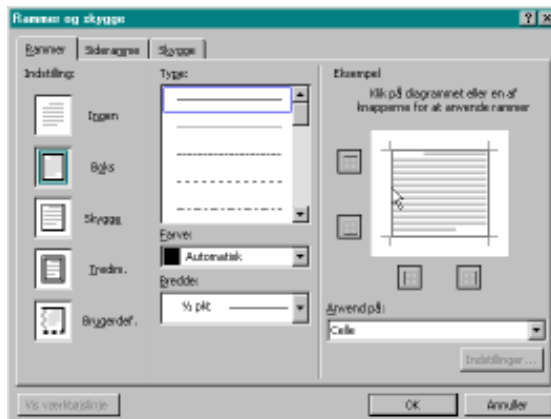 Rammer og skygge
Rammer
Sideramme
Skygge
Indstilling:
Ingen
Boks
Skygge
Tredim.
Brugerdef.
Type:
Farve:
Automatisk
Bredde:
½ pkt
Eksempel
Klik på diagrammet eller en af
knapperne for at anvende rammer
Anvend på:
Celle
Indstillinger...
Vis værktøjslinje
OK
Annuller